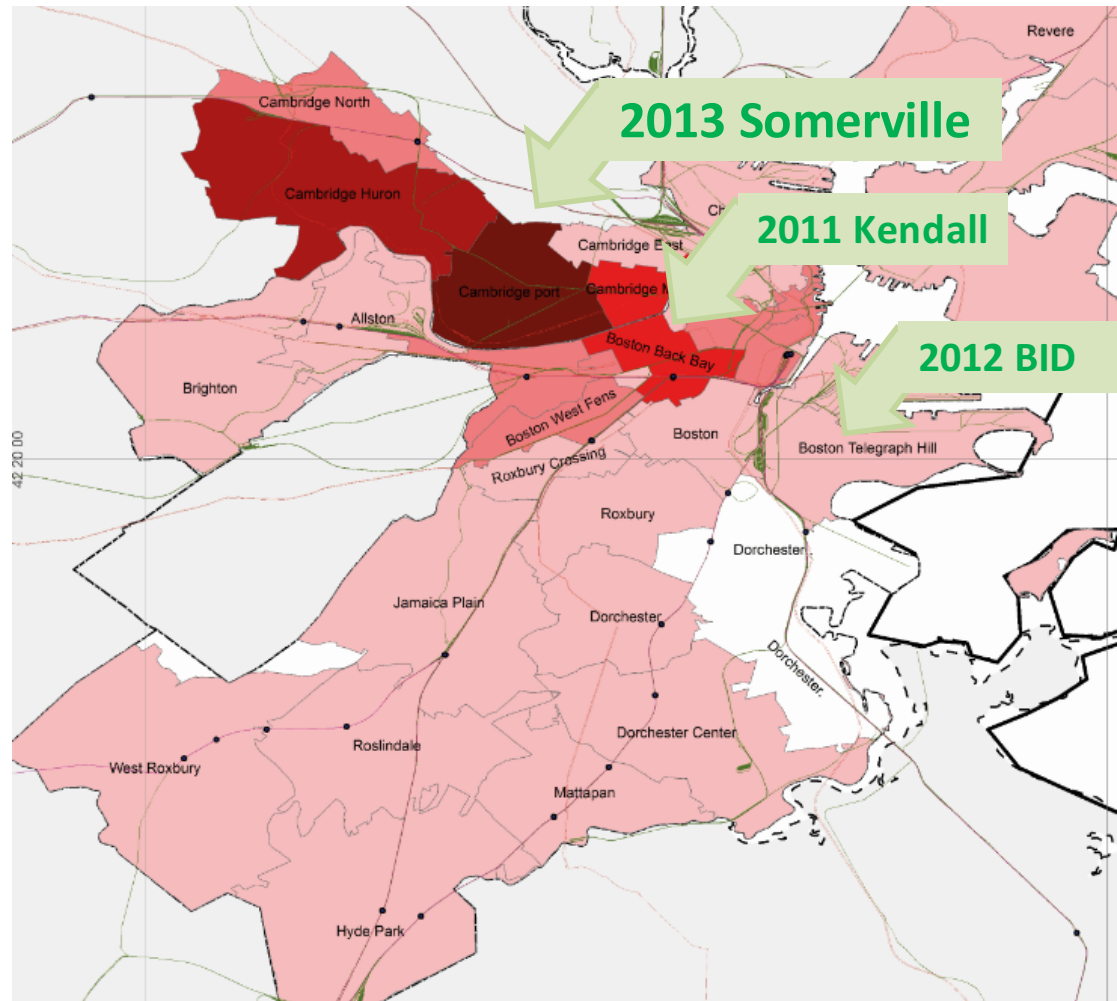 Revere
Cambridge North
2013 Somerville
Cambridge Huron
Ch
2011 Kendall
Cambridge East
Cambridge port
Cambridge M
Allston
Boston Back Bay
2012 BID
Brighton
Boston West Fens
Boston
Boston Telegraph Hill
Roxbury Crossing
42 20 00
Roxbury
Dorchester
Jamaica Plain
Dorchester
Dorchester.
Dorchester Center
Roslindale
West Roxbury
Mattapan
Hyde Park